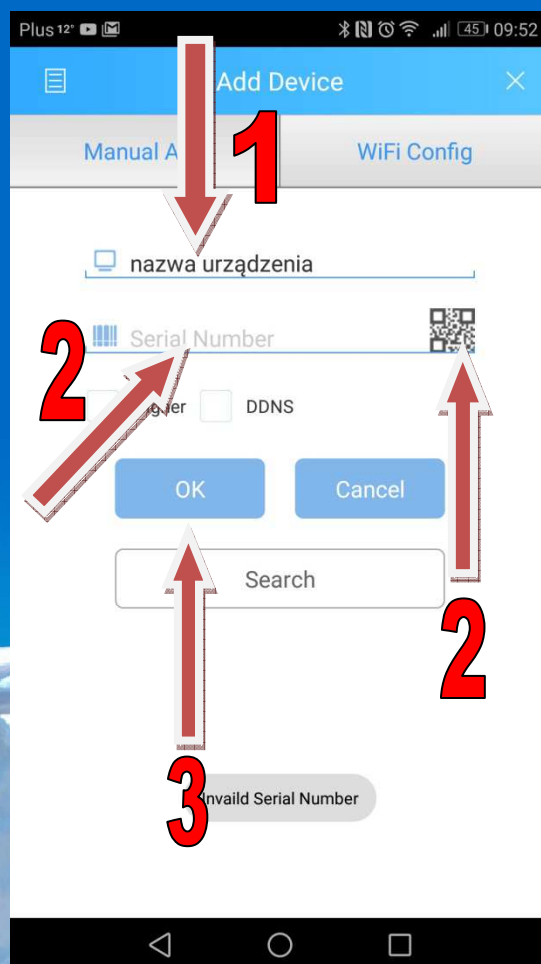 Plus 12° 45 09:52
Add Device
Manual A WiFi Config
1
nazwa urządzenia
2 Serial Number
gner DDNS
OK Cancel
2
Search
3 Invaild Serial Number